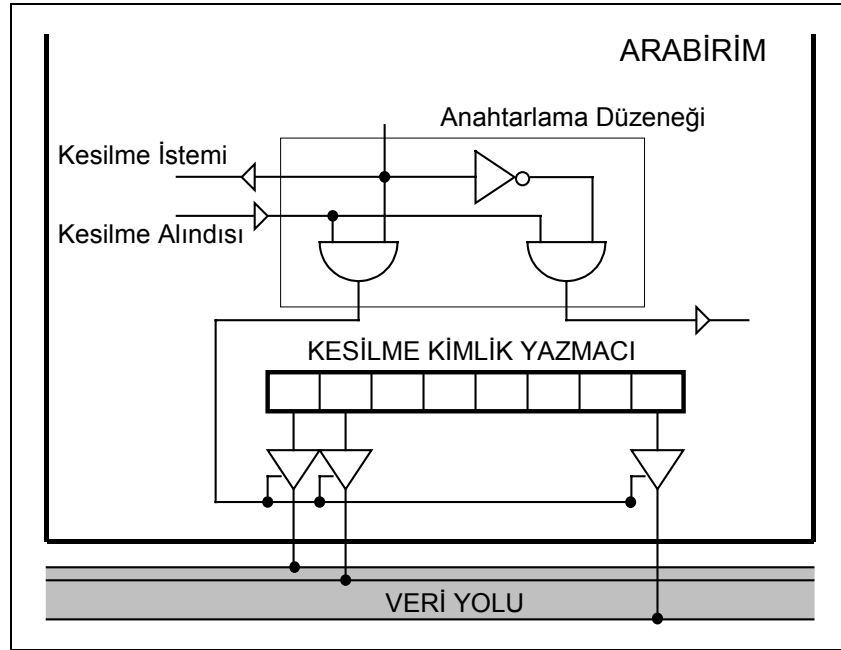 ARABİRİM
Anahtarlama Düzeneği
Kesilme İstemi
Kesilme Alındısı
KESİLME KİMLİK YAZMACI
VERİ YOLU